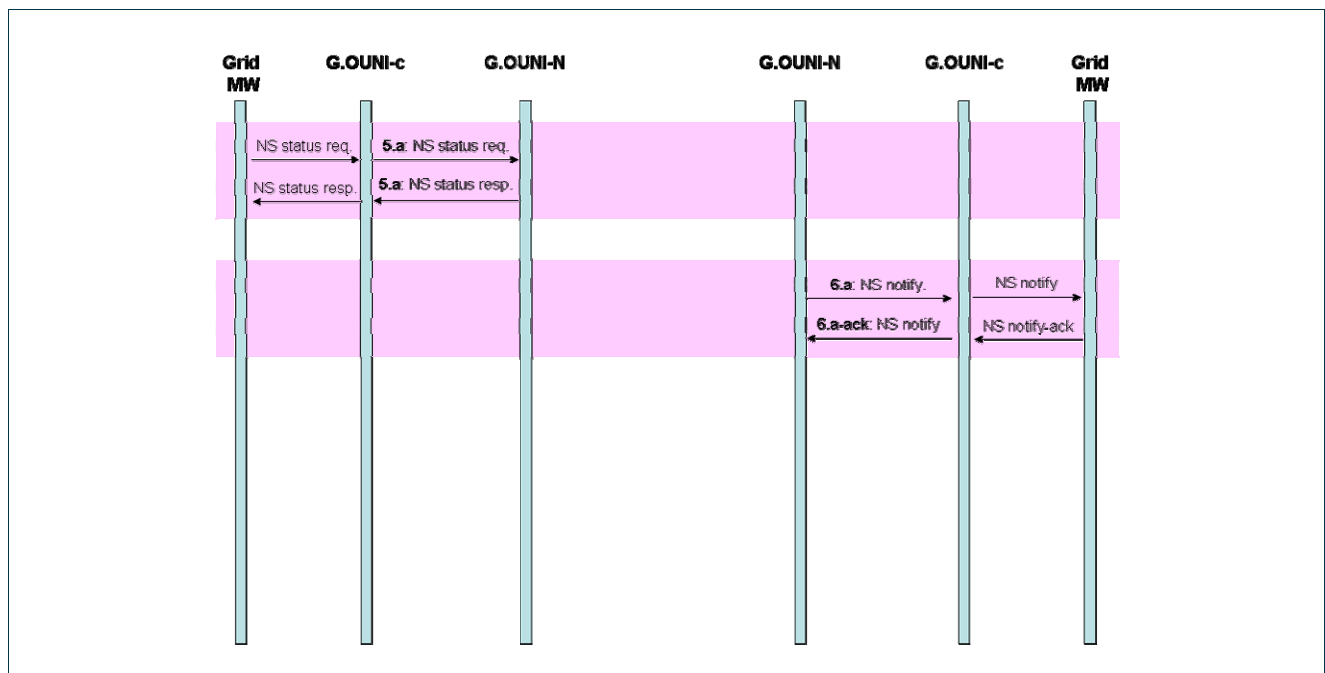 Grid
MW
G.OUNI-c
G.OUNI-N
G.OUNI-N
G.OUNI-c
Grid
MW
NS status req.
5.a: NS status req.
NS status resp.
5.a: NS status resp.
6.a: NS notify.
NS notify
6.a-ack: NS notify
NS notify-ack